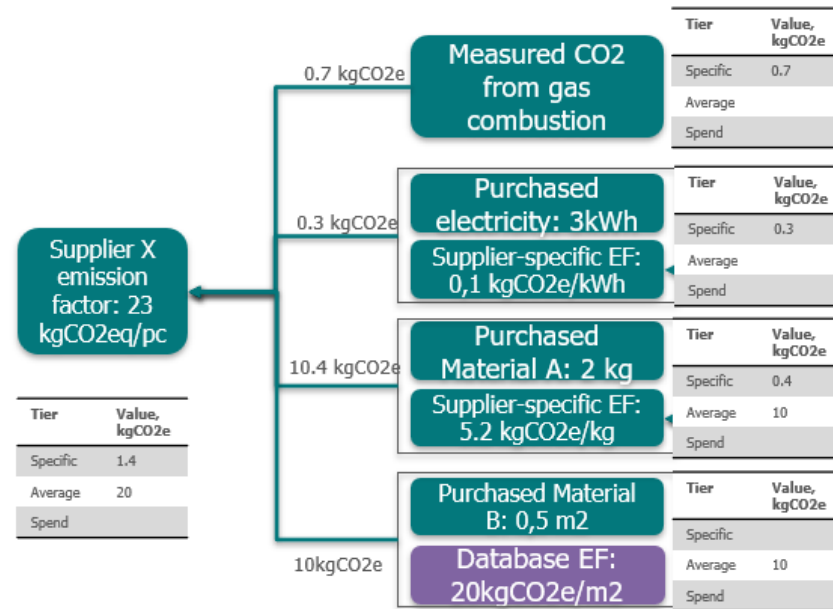 0.7 kgCO2e
Measured CO2
from gas
combustion
Tier Value,
kgCO2e
Specific 0.7
Average
Spend
0.3 kgCO2e
Purchased
electricity: 3kWh
Supplier-specific EF:
0,1 kgCO2e/kWh
Tier Value,
kgCO2e
Specific 0.3
Average
Spend
Supplier X
emission
factor: 23
kgCO2eq/pc
10.4 kgCO2e
Purchased
Material A: 2 kg
Supplier-specific EF:
5.2 kgCO2e/kg
Tier Value,
kgCO2e
Specific 0.4
Average 10
Spend
Tier Value,
kgCO2e
Specific 1.4
Average 20
Spend
10kgCO2e
Purchased Material
B: 0,5 m2
Database EF:
20kgCO2e/m2
Tier Value,
kgCO2e
Specific
Average 10
Spend